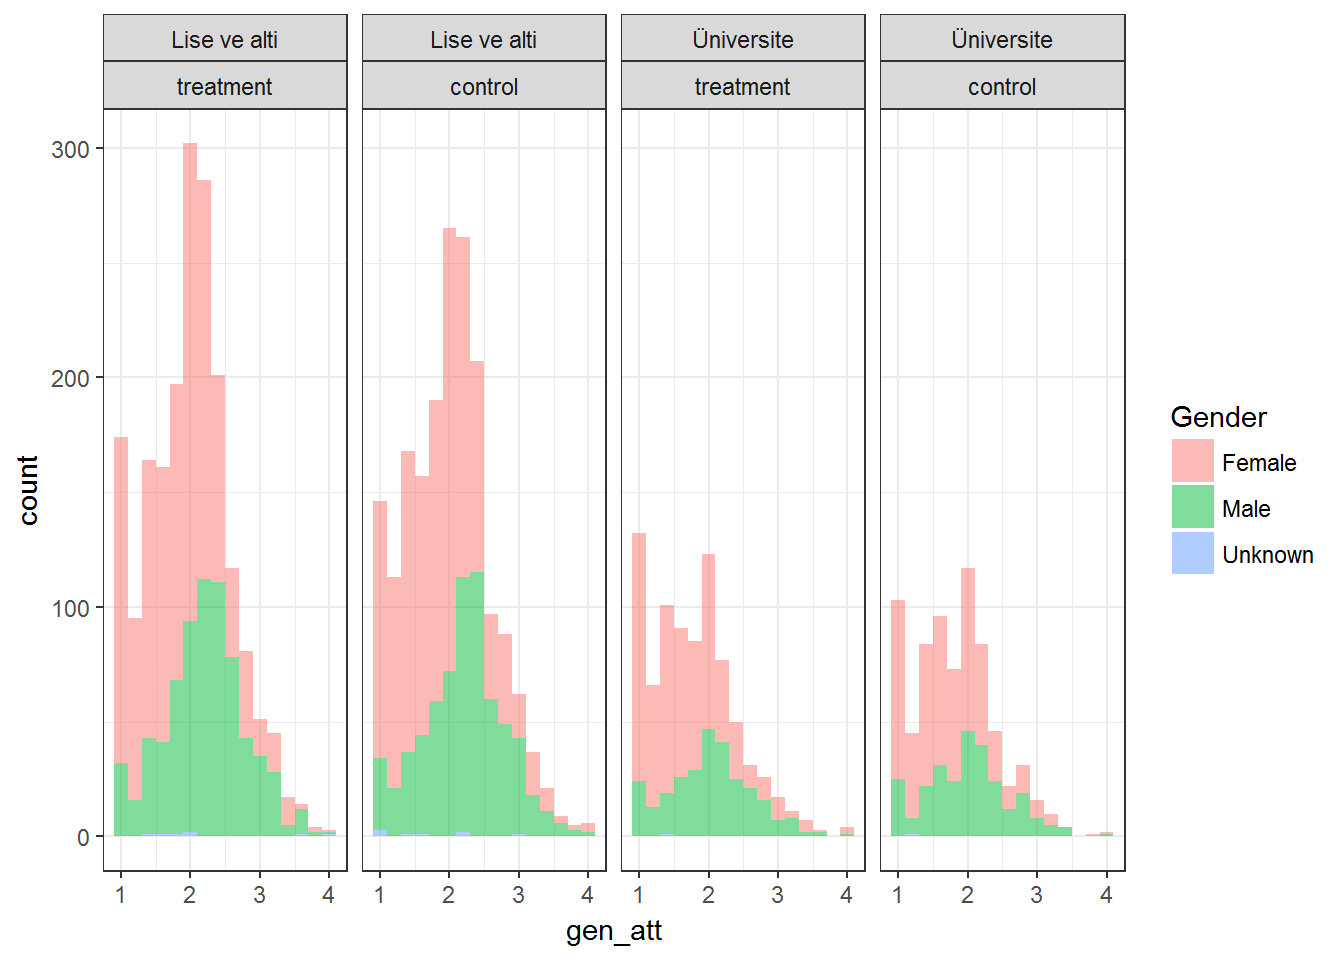 Lise ve alti Lise ve alti Üniversite Üniversite
treatment control treatment control
300
200
100
0
count
1 2 3 4 1 2 3 4 1 2 3 4 1 2 3 4
gen_att
Gender
Female
Male
Unknown